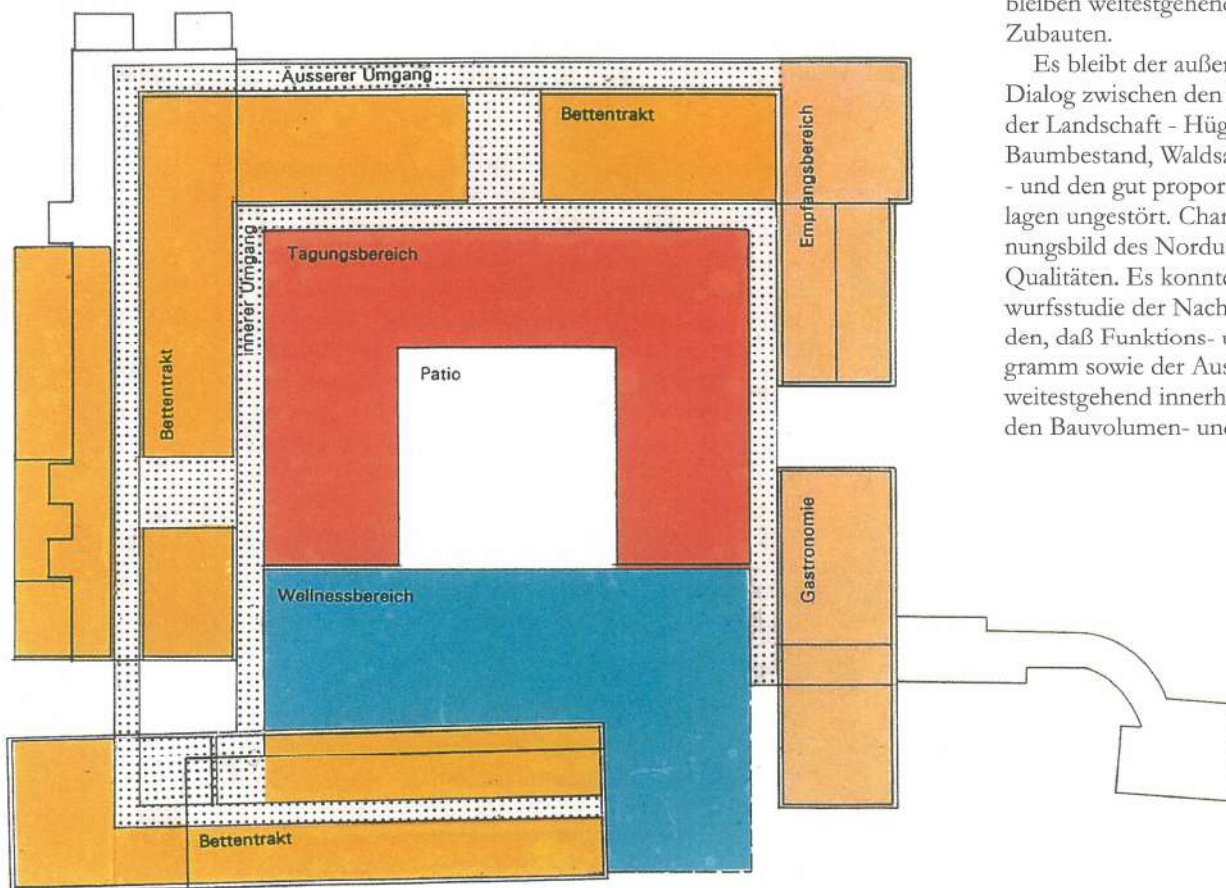 Äusserer Umgang
Bettentrakt
Empfangsbereich
innerer Umgang
Tagungsbereich
Patio
Bettentrakt
Gastronomie
Wellnessbereich
Bettentrakt
bleiben weitestgehend
Zubauten.
Es bleibt der außer
Dialog zwischen den
der Landschaft - Hüg
Baumbestand, Waldsa
- und den gut propor
lagen ungestört. Char
nungsbild des Nordu
Qualitäten. Es konnte
wurfsstudie der Nach
den, daß Funktions- u
gramm sowie der Aus
weitestgehend innerh
den Bauvolumen- und